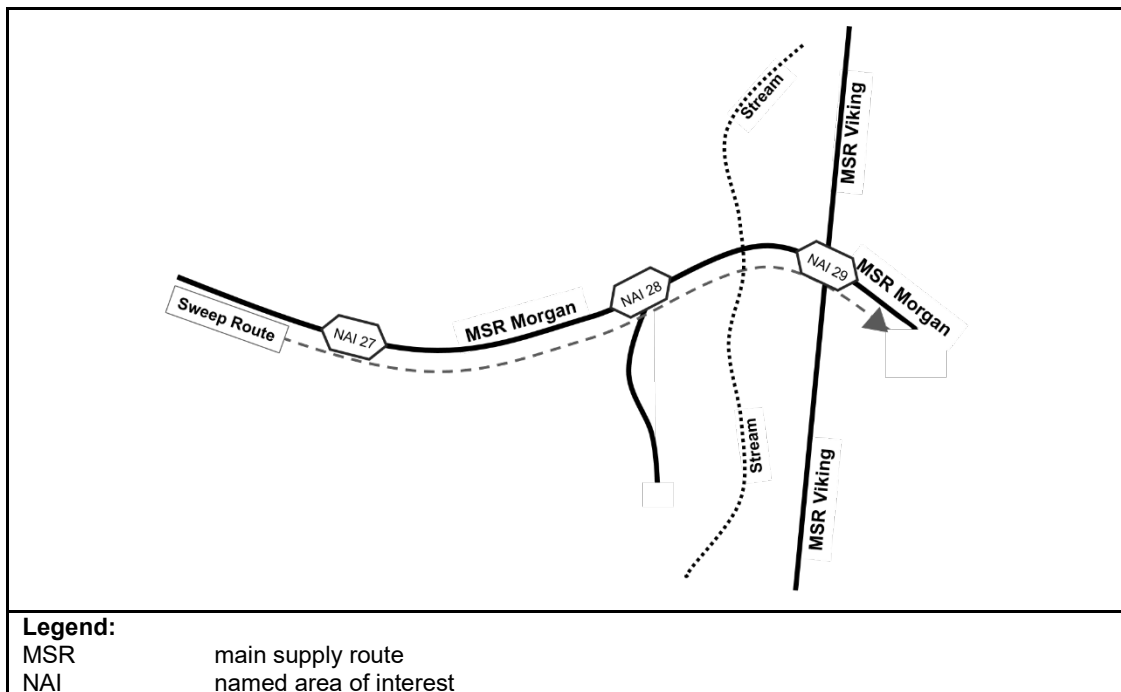 Stream
MSR Viking
NAI 29
MSR Morgan
NAI 28
Sweep Route
NAI 27
MSR Morgan
Stream
MSR Viking
Legend:
MSR main supply route
NAI named area of interest